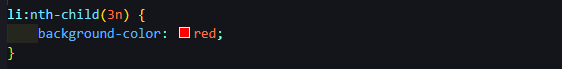 li:nth-child(3n) {
    background-color: red;
}